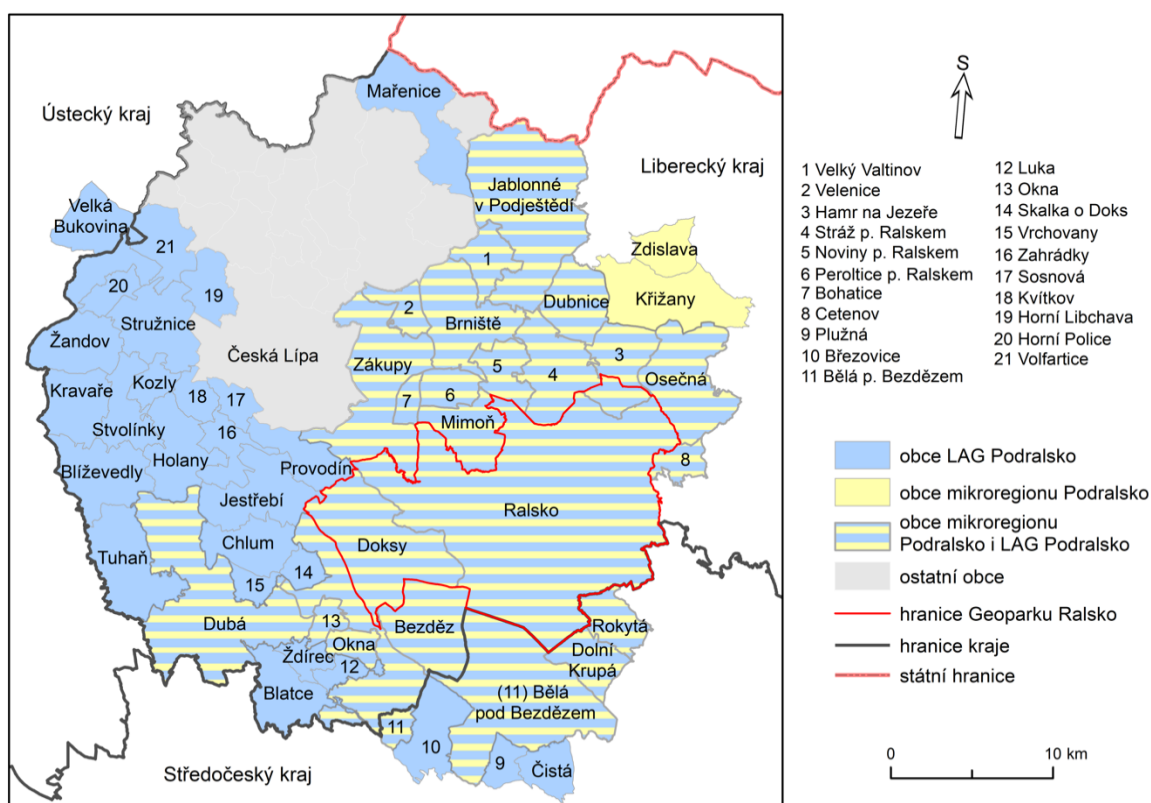 Ústecký kraj
Mařenice
Liberecký kraj
Jablonné
v Podještědí
Velká
Bukovina
21
1
Zdislava
20
19
2
Dubnice
Křižany
Stružnice
Brniště
Žandov
Česká Lípa
Zákupy
5
4
3
Osečná
Kravaře
Kozly
18
17
7
6
Mimoň
Stvolínky
16
Blíževedly
Holany
Provodín
8
Jestřebí
Ralsko
Chlum
Doksy
Tuhaň
15
14
Dubá
13
Bezděz
Rokytá
Okna
Dolní
Krupá
Ždírec
12
Blatce
(11) Bělá
pod Bezdězem
11
10
9
Čistá
Středočeský kraj
S
1 Velký Valtinov
2 Velenice
3 Hamr na Jezeře
4 Stráž p. Ralskem
5 Noviny p. Ralskem
6 Peroltice p. Ralskem
7 Bohatice
8 Cetenov
9 Plužná
10 Březovice
11 Bělá p. Bezdězem
12 Luka
13 Okna
14 Skalka o Doks
15 Vrchovany
16 Zahrádky
17 Sosnová
18 Kvítkov
19 Horní Libchava
20 Horní Police
21 Volfartice
obce LAG Podralsko
obce mikroregionu Podralsko
obce mikroregionu
Podralsko i LAG Podralsko
ostatní obce
hranice Geoparku Ralsko
hranice kraje
státní hranice
0 10 km